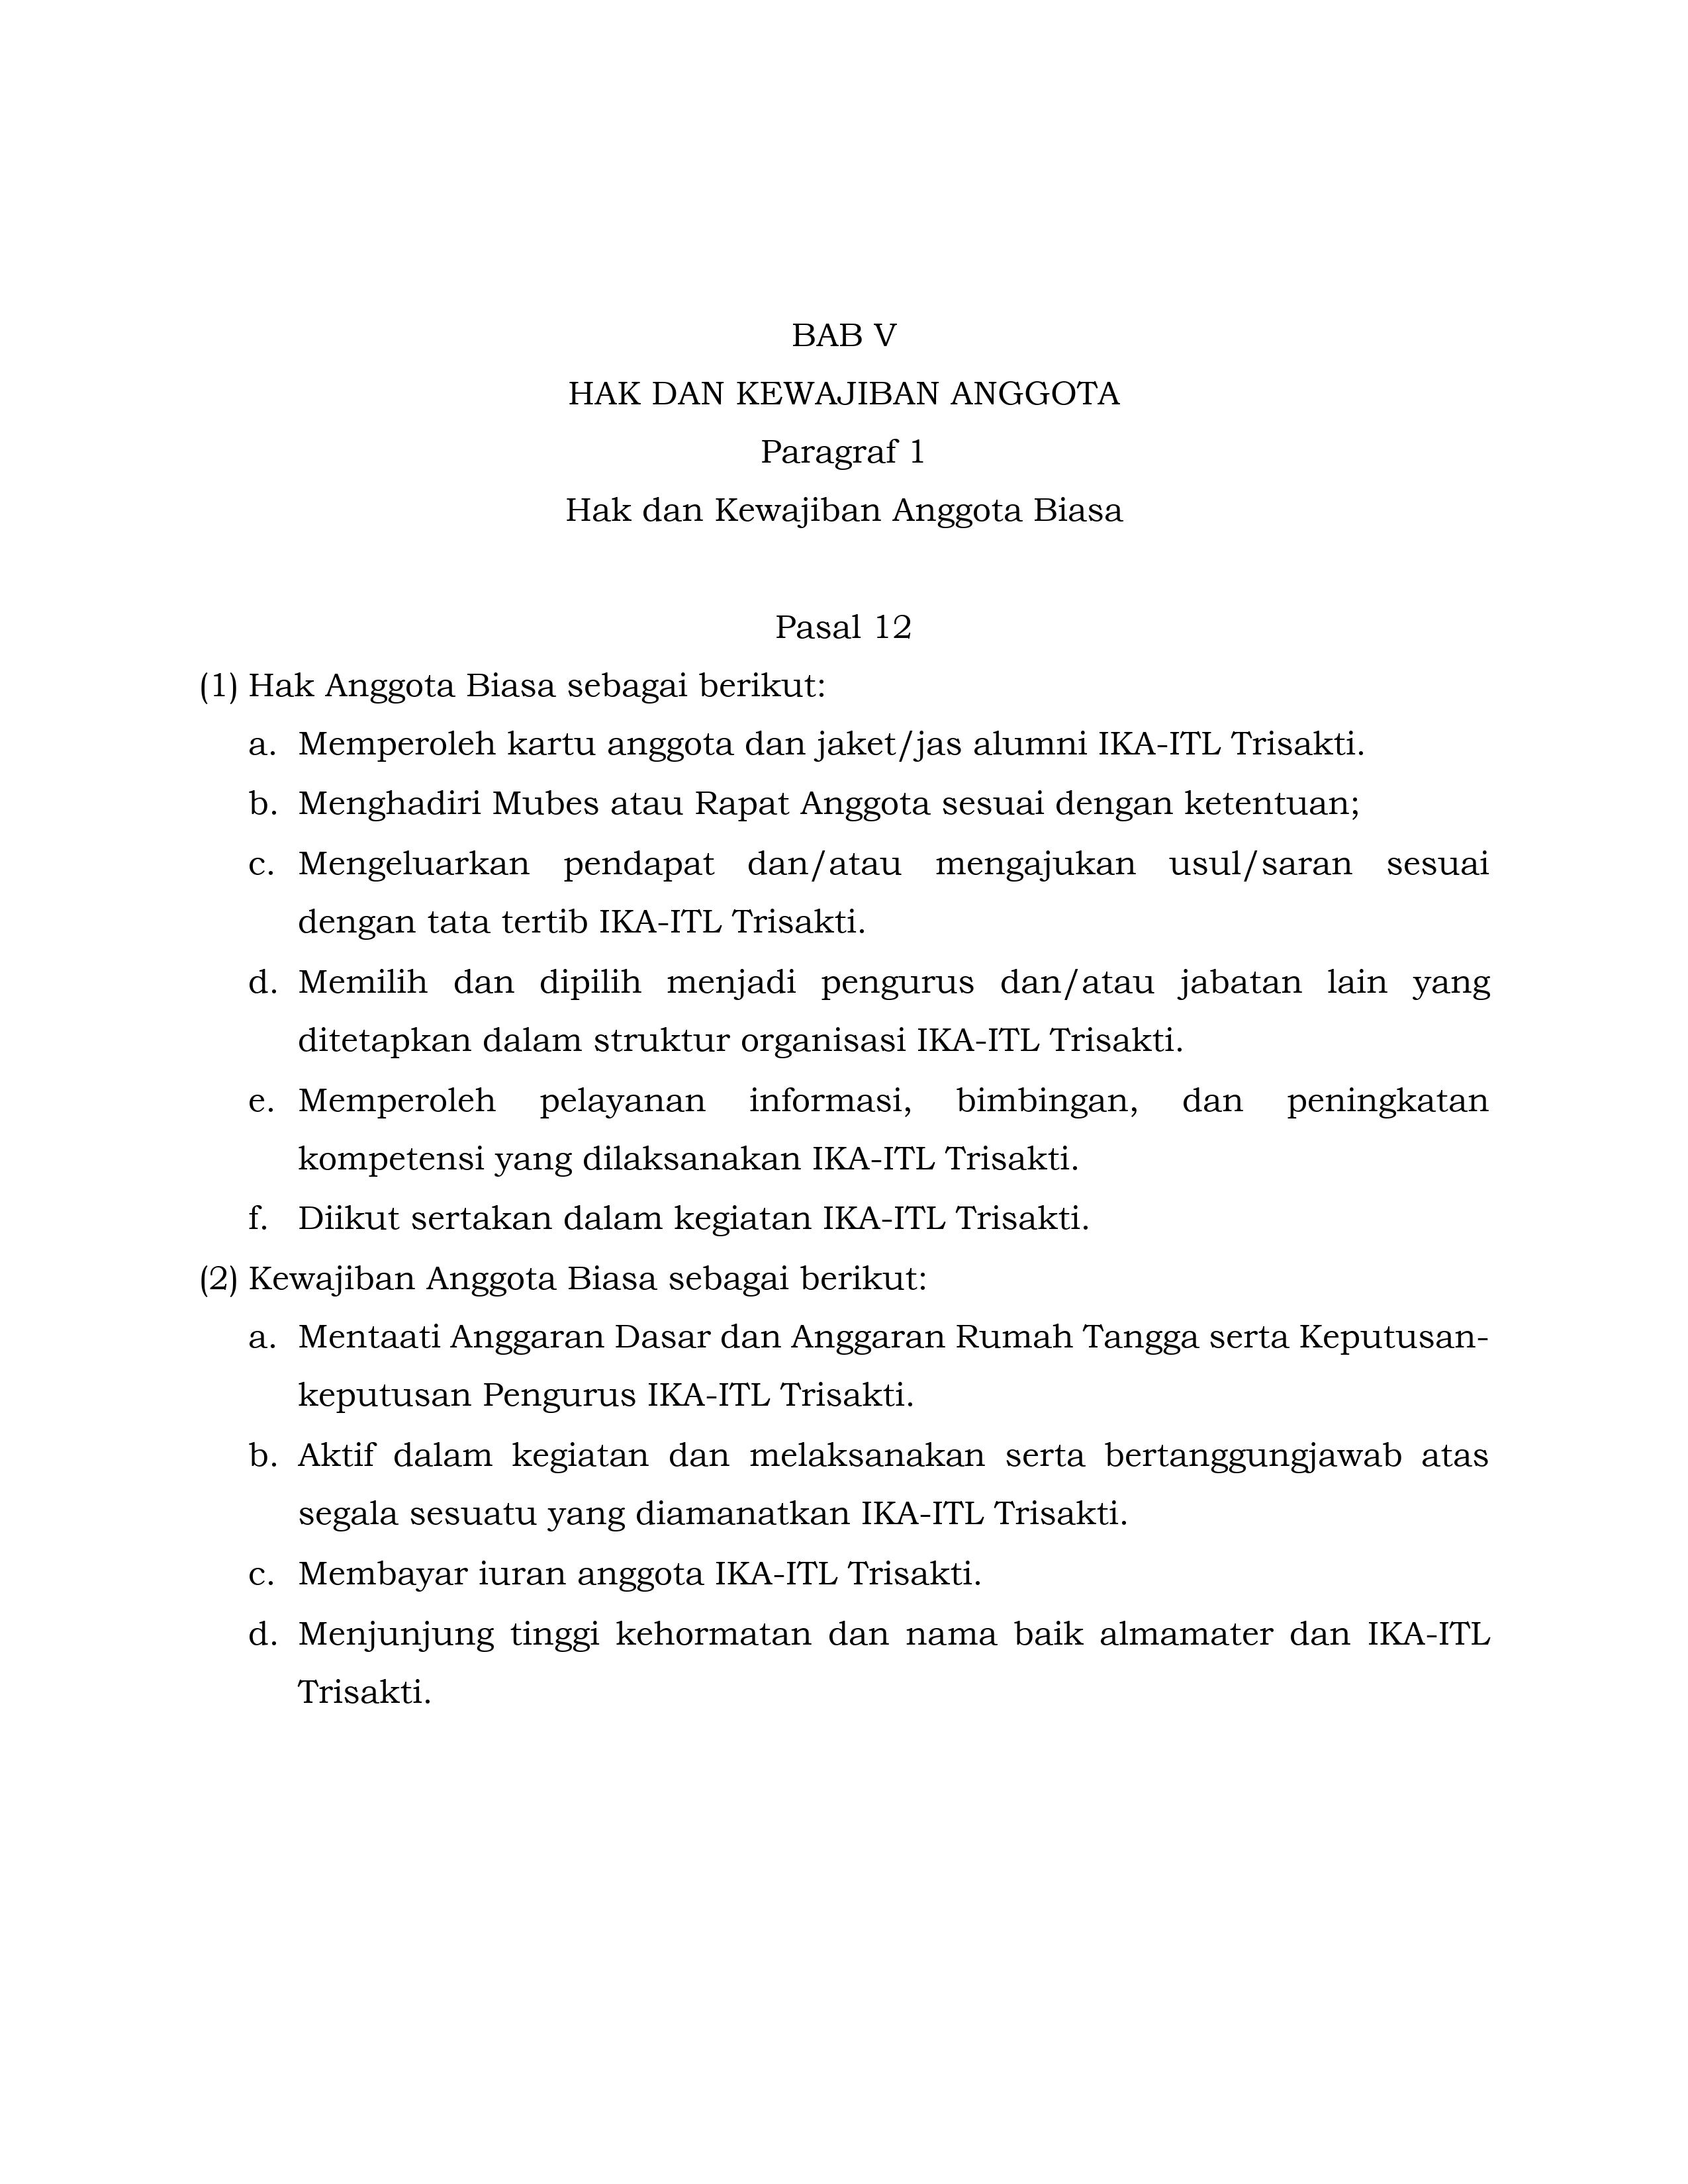 BAB V
HAK DAN KEWAJIBAN ANGGOTA
Paragraf 1
Hak dan Kewajiban Anggota Biasa
Pasal 12
(1) Hak Anggota Biasa sebagai berikut:
a. Memperoleh kartu anggota dan jaket/jas alumni IKA-ITL Trisakti.
b. Menghadiri Mubes atau Rapat Anggota sesuai dengan ketentuan;
c. Mengeluarkan pendapat dan/atau mengajukan usul/saran sesuai
dengan tata tertib IKA-ITL Trisakti.
d. Memilih dan dipilih menjadi pengurus dan/atau jabatan lain yang
ditetapkan dalam struktur organisasi IKA-ITL Trisakti.
e. Memperoleh pelayanan informasi, bimbingan, dan peningkatan
kompetensi yang dilaksanakan IKA-ITL Trisakti.
f. Diikut sertakan dalam kegiatan IKA-ITL Trisakti.
(2) Kewajiban Anggota Biasa sebagai berikut:
a. Mentaati Anggaran Dasar dan Anggaran Rumah Tangga serta Keputusan-
keputusan Pengurus IKA-ITL Trisakti.
b. Aktif dalam kegiatan dan melaksanakan serta bertanggungjawab atas
segala sesuatu yang diamanatkan IKA-ITL Trisakti.
c. Membayar iuran anggota IKA-ITL Trisakti.
d. Menjunjung tinggi kehormatan dan nama baik almamater dan IKA-ITL
Trisakti.